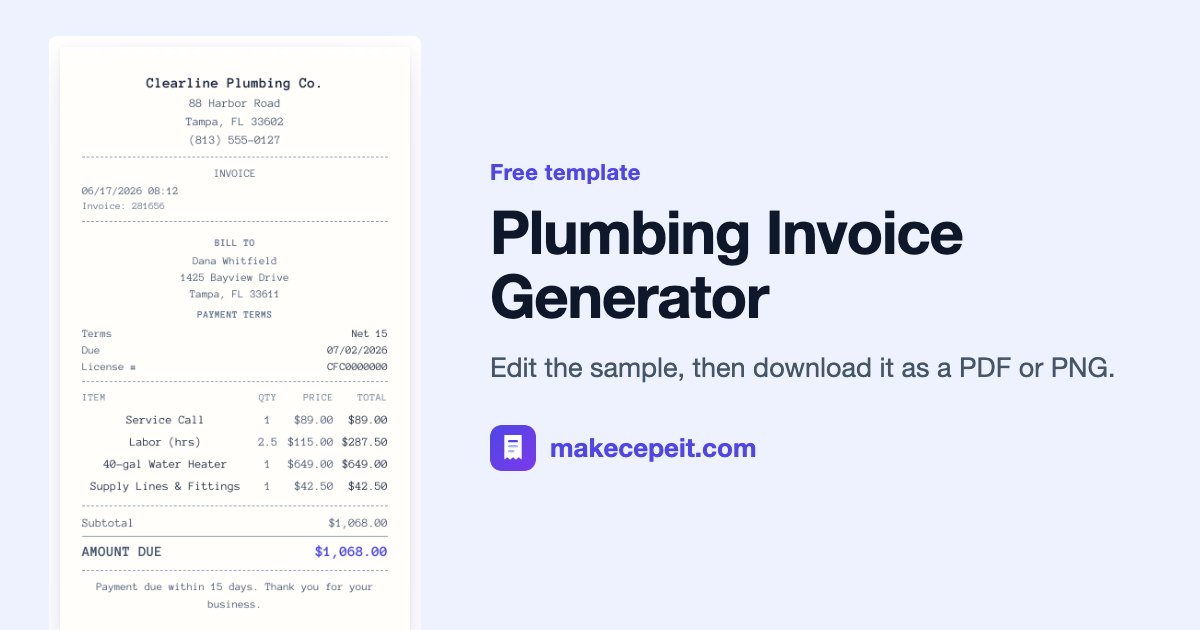 Clearline Plumbing Co.
88 Harbor Road
Tampa, FL 33602
(813) 555-0127
INVOICE
06/17/2026 08:12
Invoice: 281656
BILL TO
Dana Whitfield
1425 Bayview Drive
Tampa, FL 33611
PAYMENT TERMS
Terms Net 15
Due 07/02/2026
License # CFC0000000
ITEM QTY PRICE TOTAL
Service Call 1 $89.00 $89.00
Labor (hrs) 2.5 $115.00 $287.50
40-gal Water Heater 1 $649.00 $649.00
Supply Lines & Fittings 1 $42.50 $42.50
Subtotal $1,068.00
AMOUNT DUE $1,068.00
Payment due within 15 days. Thank you for your
business.
Free template
Plumbing Invoice
Generator
Edit the sample, then download it as a PDF or PNG.
makecepeit.com